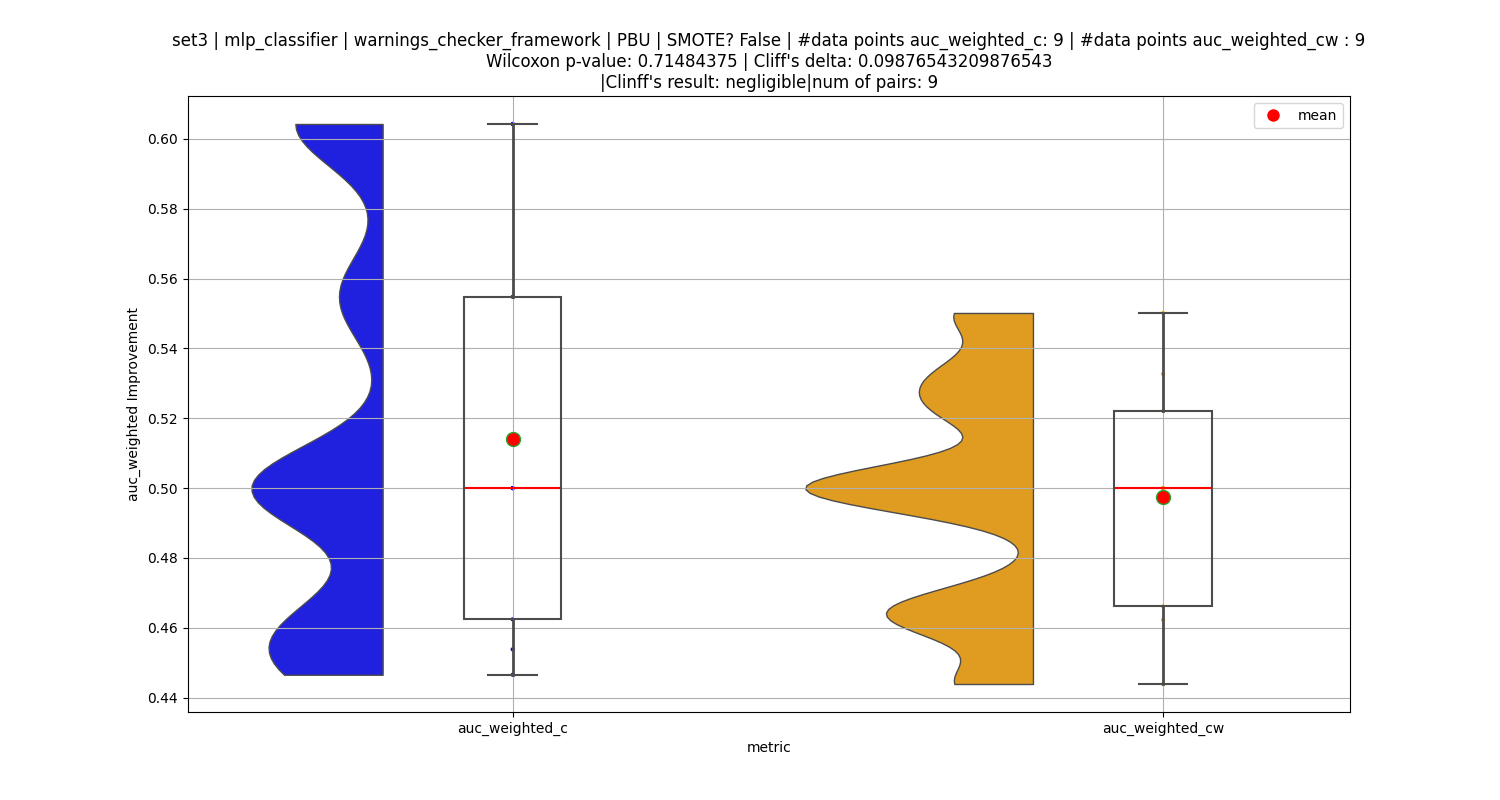 set3 | mlp_classifier | warnings_checker_framework | PBU | SMOTE? False | #data points auc_weighted_c: 9 | #data points auc_weighted_cw : 9
Wilcoxon p-value: 0.71484375 | Cliff's delta: 0.09876543209876543
|Clinff's result: negligible|num of pairs: 9
mean
0.60
0.58
0.56
0.54
0.52
0.50
0.48
0.46
0.44
auc_weighted Improvement
auc_weighted_c
auc_weighted_cw
metric